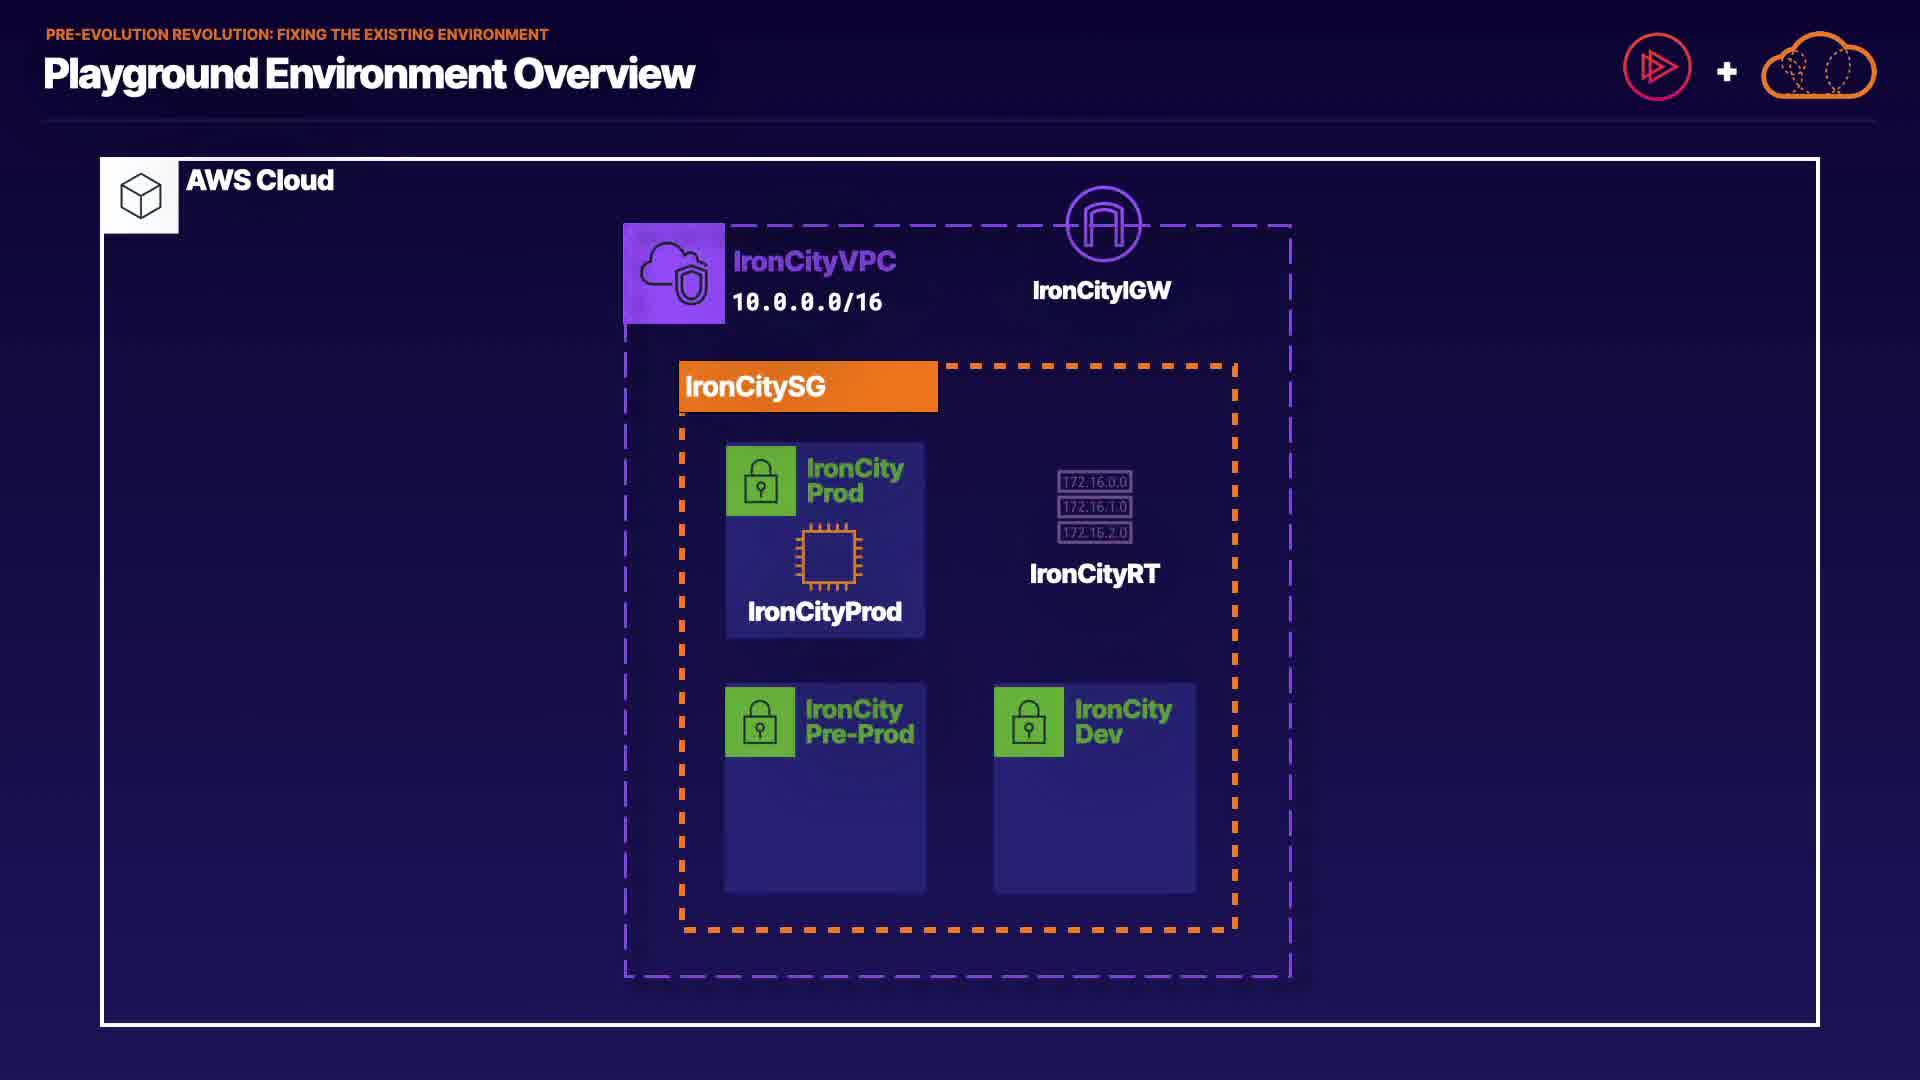 PRE-EVOLUTION REVOLUTION: FIXING THE EXISTING ENVIRONMENT
Playground Environment Overview
AWS Cloud
IronCityVPC
10.0.0.0/16
IronCityIGW
IronCitySG
IronCity
Prod
IronCityProd
172.16.0.0
172.16.1.0
172.16.2.0
IronCityRT
IronCity
Pre-Prod
IronCity
Dev